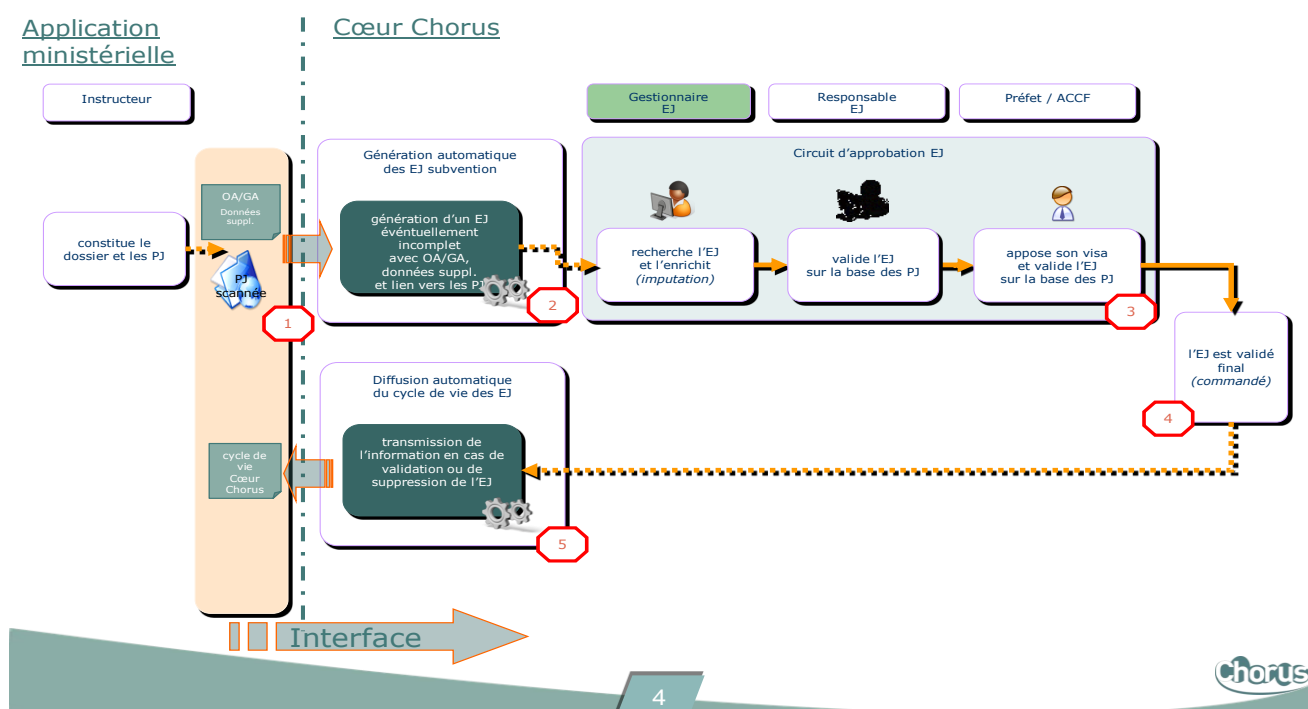 Application
ministérielle
Cœur Chorus
Instructeur
Gestionnaire
EJ
Responsable
EJ
Préfet / ACCF
Génération automatique
des EJ subvention
Circuit d'approbation EJ
OA/GA
Données
suppl.
constitue le
dossier et les PJ
PJ
scannée
1
génération d'un EJ
événtuellement
incomplet
avec OA/GA,
données suppl.
et lien vers les PJ
2
recherche l'EJ
et l'enrichit
(imputation)
valide l'EJ
sur la base des PJ
appose son visa
et valide l'EJ
sur la base des PJ
3
l'EJ est validé
final
(commandé)
4
Diffusion automatique
du cycle de vie des EJ
transmission de
l'information en cas de
validation ou de
suppression de l'EJ
5
cycle de
vie
Cœur
Chorus
Interface
4
Chorus